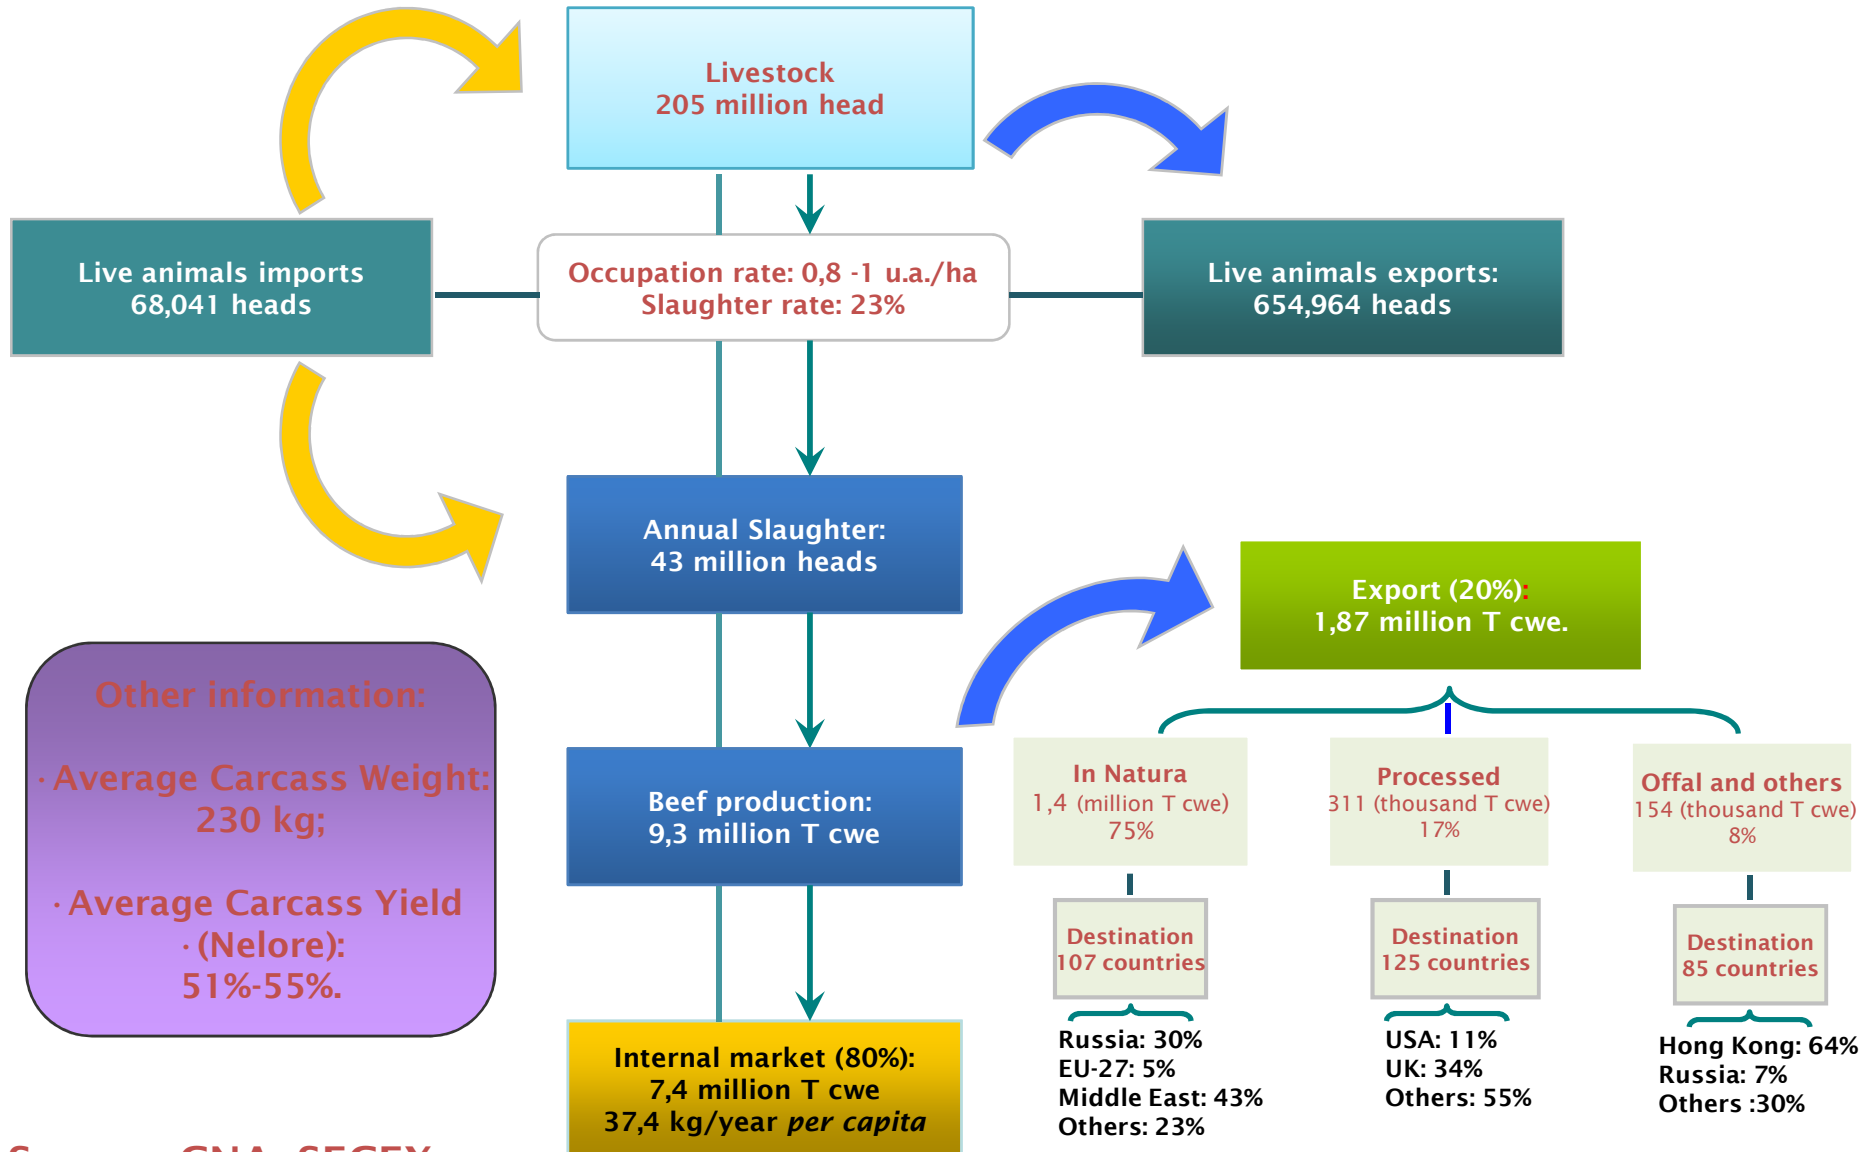 Livestock
205 million head
Live animals imports
68,041 heads
Occupation rate: 0,8 -1 u.a./ha
Slaughter rate: 23%
Live animals exports:
654,964 heads
Annual Slaughter:
43 million heads
Export (20%):
1,87 million T cwe.
Other information:
· Average Carcass Weight:
230 kg;
· Average Carcass Yield
· (Nelore):
51%-55%.
Beef production:
9,3 million T cwe
In Natura
1,4 (million T cwe)
75%
Processed
311 (thousand T cwe)
17%
Offal and others
154 (thousand T cwe)
8%
Destination
107 countries
Destination
125 countries
Destination
85 countries
Russia: 30%
EU-27: 5%
Middle East: 43%
Others: 23%
USA: 11%
UK: 34%
Others: 55%
Hong Kong: 64%
Russia: 7%
Others :30%
Internal market (80%):
7,4 million T cwe
37,4 kg/year per capita